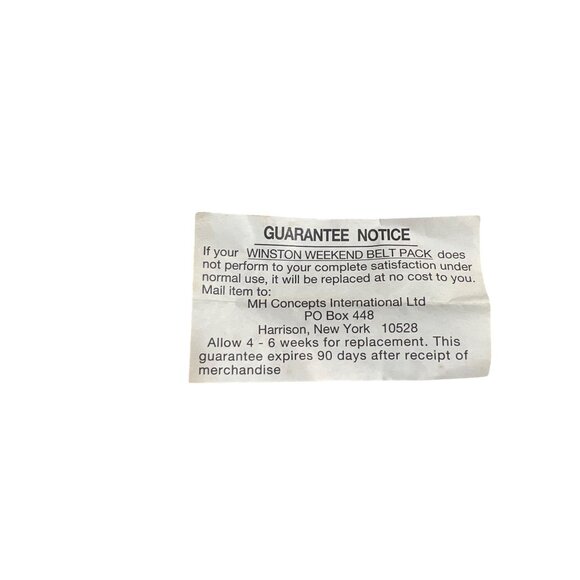 GUARANTEE NOTICE
If your WINSTON WEEKEND BELT PACK does
not perform to your complete satisfaction under
normal use, it will be replaced at no cost to you.
Mail item to:
MH Concepts International Ltd
PO Box 448
Harrison, New York 10528
Allow 4 - 6 weeks for replacement. This
guarantee expires 90 days after receipt of
merchandise